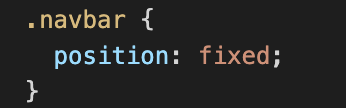 .navbar {
  position: fixed;
}